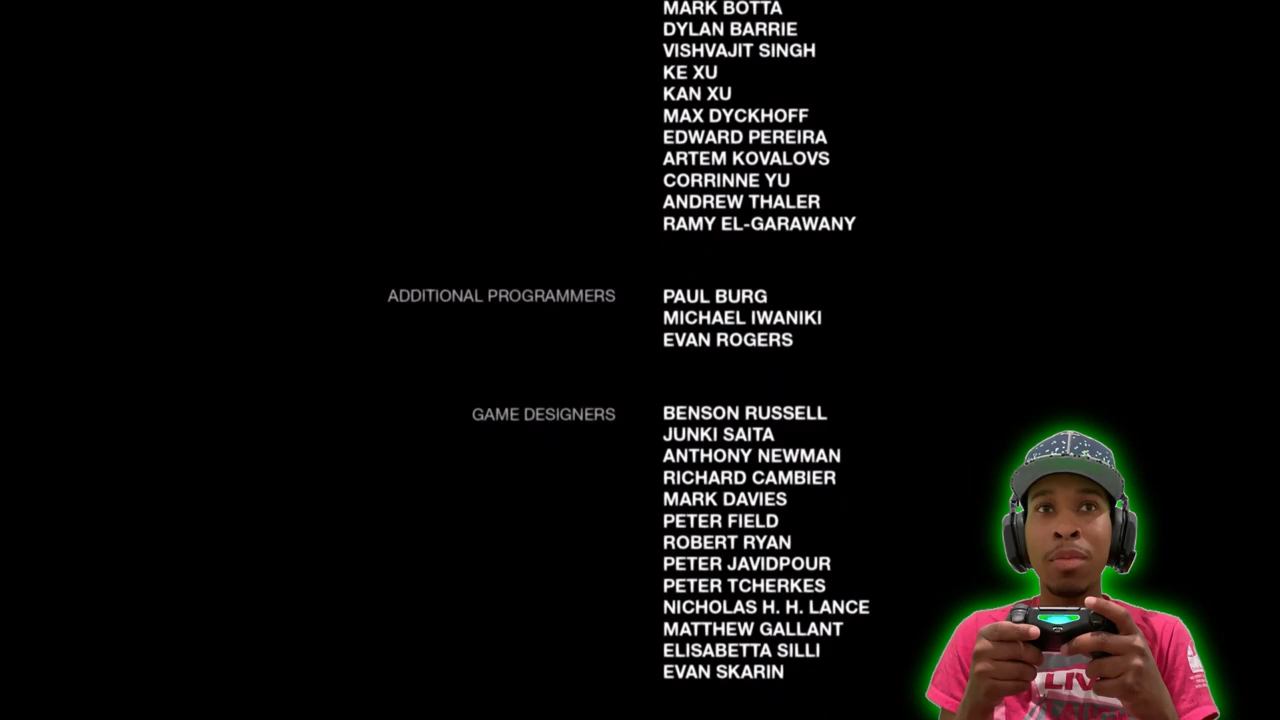 MARK BOTTA
DYLAN BARRIE
VISHVAJIT SINGH
KE XU
KAN XU
MAX DYCKHOFF
EDWARD PEREIRA
ARTEM KOVALOVS
CORRINNE YU
ANDREW THALER
RAMY EL-GARAWANY
ADDITIONAL PROGRAMMERS PAUL BURG
MICHAEL IWANIKI
EVAN ROGERS
GAME DESIGNERS BENSON RUSSELL
JUNKI SAITA
ANTHONY NEWMAN
RICHARD CAMBIER
MARK DAVIES
PETER FIELD
ROBERT RYAN
PETER JAVIDPOUR
PETER TCHERKES
NICHOLAS H. H. LANCE
MATTHEW GALLANT
ELISABETTA SILLI
EVAN SKARIN